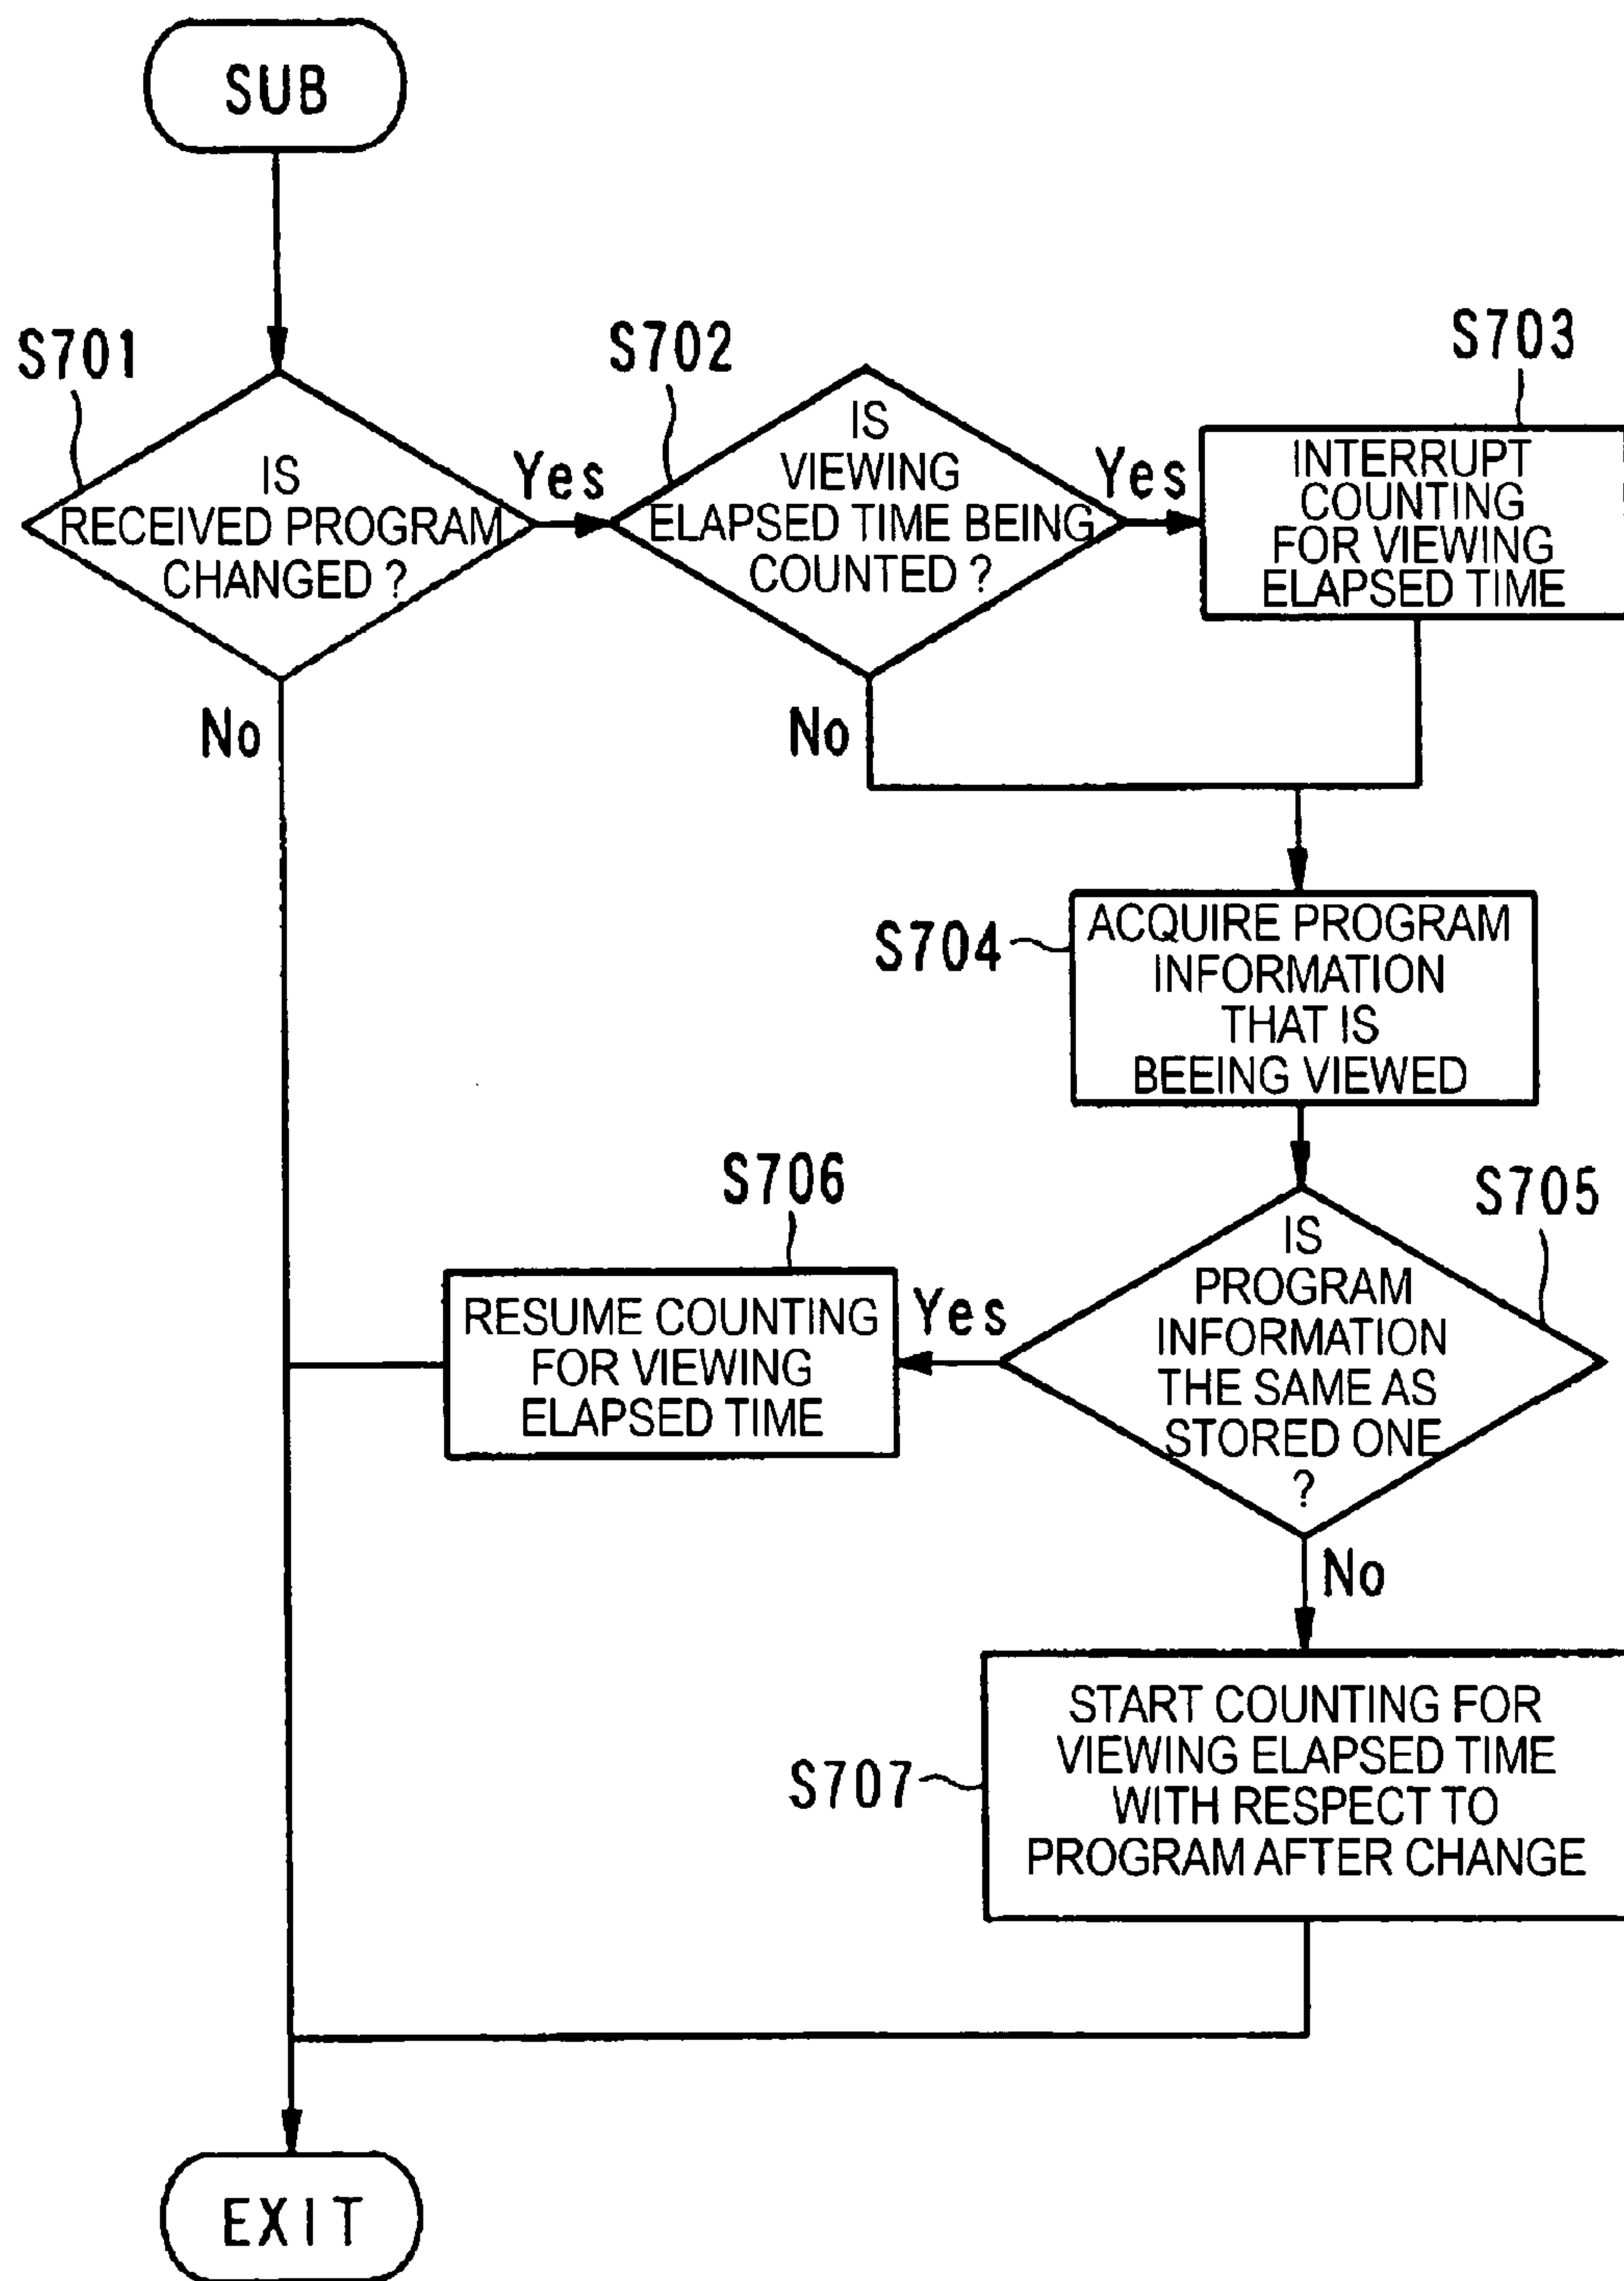 SUB
S701
IS
RECEIVED PROGRAM
CHANGED ?
Yes
No
S702
IS
VIEWING
ELAPSED TIME BEING
COUNTED ?
Yes
No
S703
INTERRUPT
COUNTING
FOR VIEWING
ELAPSED TIME
S704
ACQUIRE PROGRAM
INFORMATION
THAT IS
BEEING VIEWED
S705
IS
PROGRAM
INFORMATION
THE SAME AS
STORED ONE
?
Yes
No
S706
RESUME COUNTING
FOR VIEWING
ELAPSED TIME
S707
START COUNTING FOR
VIEWING ELAPSED TIME
WITH RESPECT TO
PROGRAM AFTER CHANGE
EXIT